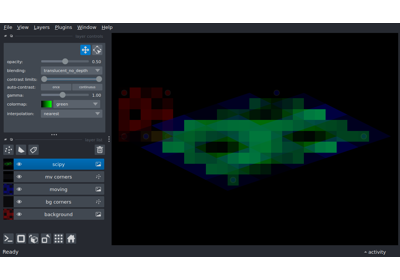 File View Layers Plugins Window Help
opacity: 0.50
blending: translucent_no_depth
contrast limits:
auto-contrast: once continuous
gamma: 1.00
colormap: green
interpolation: nearest
scipy
mv corners
moving
bg corners
background
Ready activity